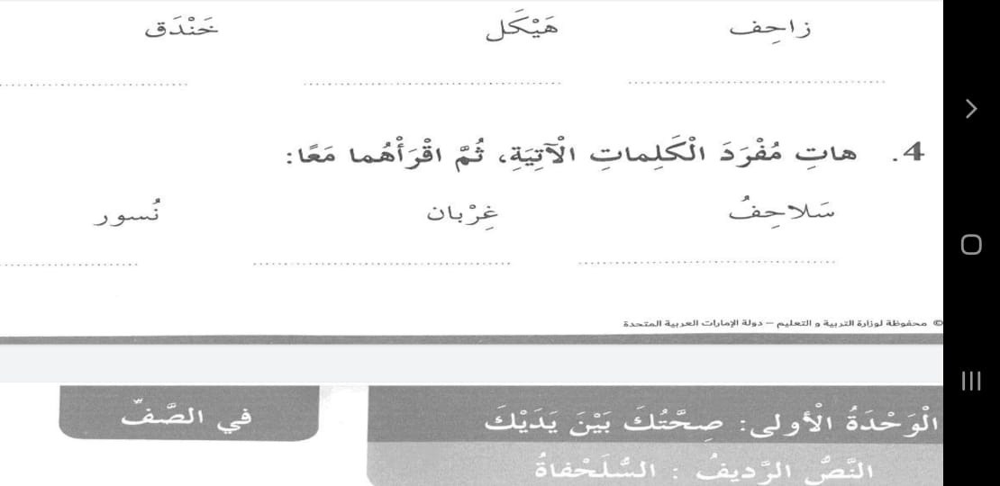 زاحِف هَيْكَل خَنْدَق
4. هاتِ مُفْرَدَ الْكَلِماتِ الْآتِيَةِ، ثُمَّ اقْرَأْهُما مَعًا:
سَلاحِفُ غِرْبان نُسور
© محفوظة لوزارة التربية و التعليم – دولة الإمارات العربية المتحدة
الْوَحْدَةُ الْأولى: صِحَّتُكَ بَيْنَ يَدَيْكَ في الصَّفِّ
النَّصُّ الرَّديفُ : السُّلَحْفاةُ